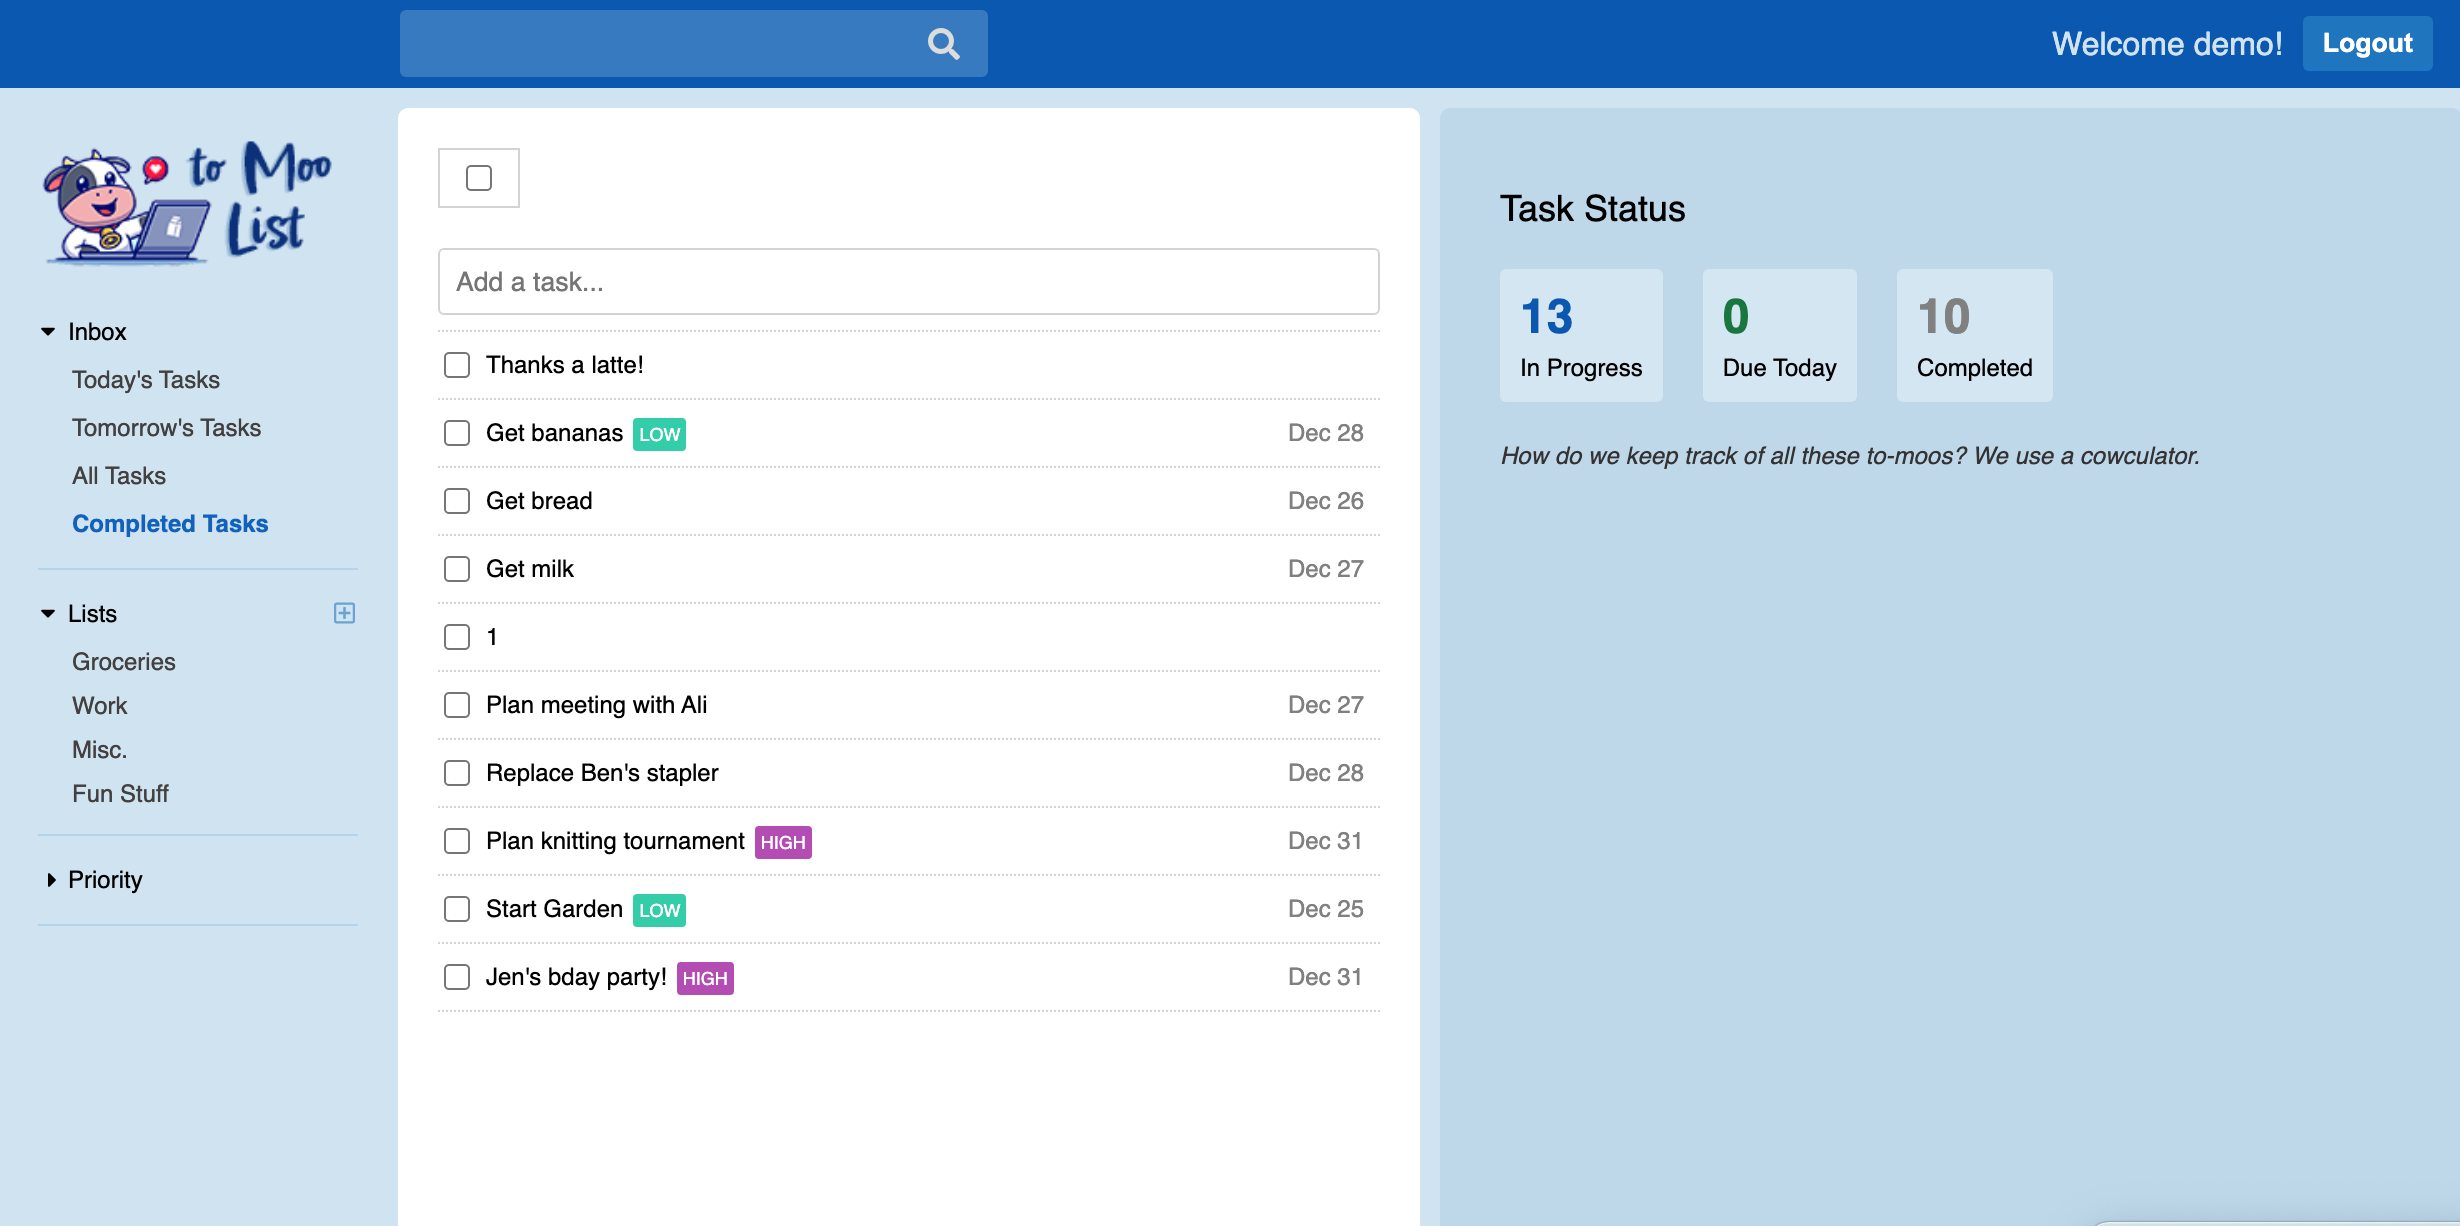 Welcome demo!
Logout
to Moo
List
Inbox
Today's Tasks
Tomorrow's Tasks
All Tasks
Completed Tasks
Lists
Groceries
Work
Misc.
Fun Stuff
Priority
Add a task...
Thanks a latte!
Get bananas LOW Dec 28
Get bread Dec 26
Get milk Dec 27
1
Plan meeting with Ali Dec 27
Replace Ben's stapler Dec 28
Plan knitting tournament HIGH Dec 31
Start Garden LOW Dec 25
Jen's bday party! HIGH Dec 31
Task Status
13 0 10
In Progress Due Today Completed
How do we keep track of all these to-moos? We use a cowculator.